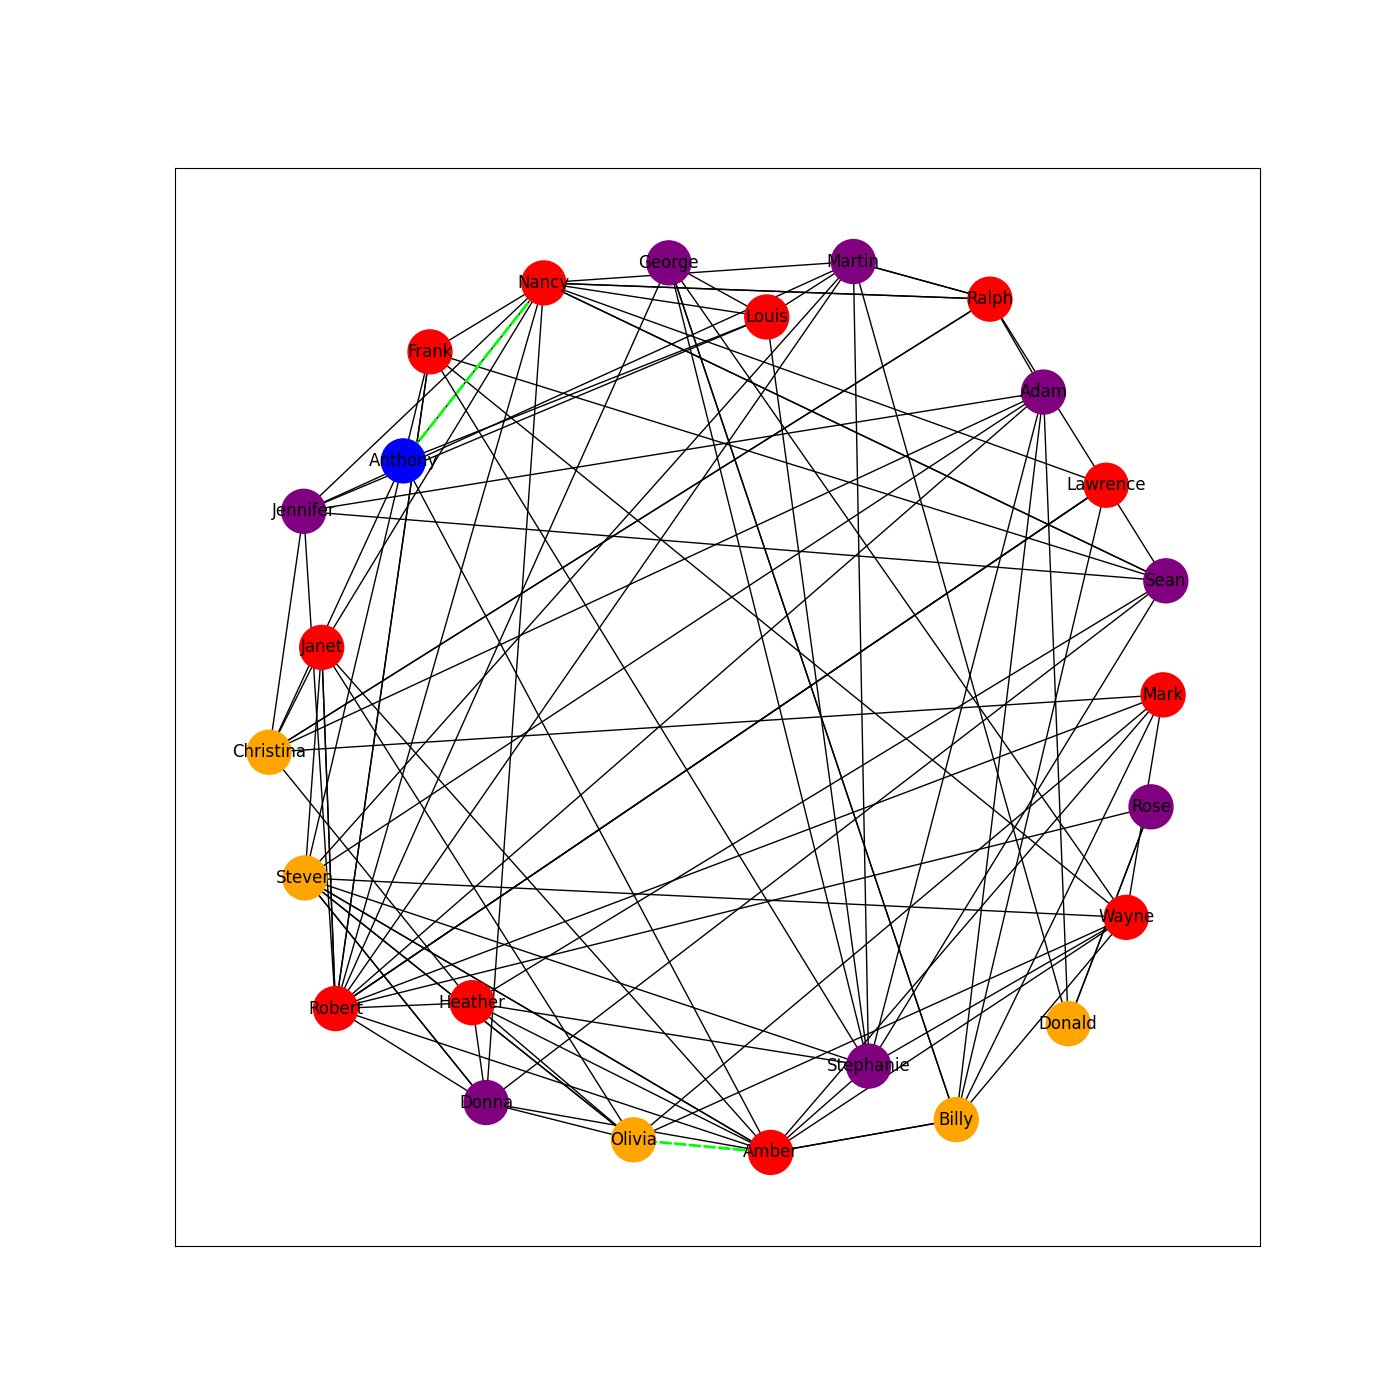 George
Martin
Nancy
Ralph
Louis
Frank
Adam
Anthony
Lawrence
Jennifer
Sean
Janet
Mark
Christina
Rose
Steven
Wayne
Heather
Robert
Donald
Stephanie
Donna
Billy
Olivia
Amber